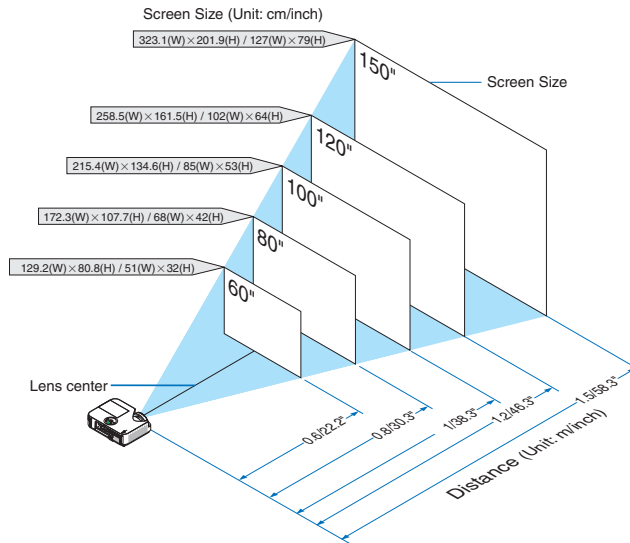 Screen Size (Unit: cm/inch)
323.1(W)×201.9(H) / 127(W)×79(H)
150"
Screen Size
258.5(W)×161.5(H) / 102(W)×64(H)
120"
215.4(W)×134.6(H) / 85(W)×53(H)
100"
172.3(W)×107.7(H) / 68(W)×42(H)
80"
129.2(W)×80.8(H) / 51(W)×32(H)
60"
Lens center
0.6/22.2"
0.8/30.3"
1/38.3"
1.2/46.3"
1.5/58.3"
Distance (Unit: m/inch)